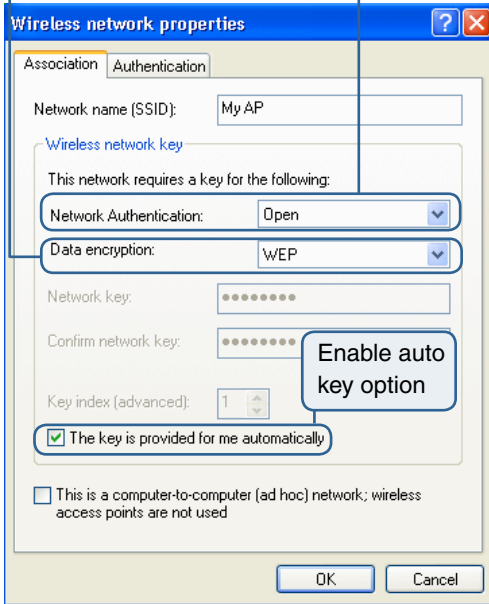 Wireless network properties
Association Authentication
Network name (SSID): My AP
Wireless network key
This network requires a key for the following:
Network Authentication: Open
Data encryption: WEP
Network key: ••••••••
Confirm network key: ••••••••
Enable auto
key option
Key index (advanced): 1
The key is provided for me automatically
This is a computer-to-computer (ad hoc) network; wireless
access points are not used
OK Cancel